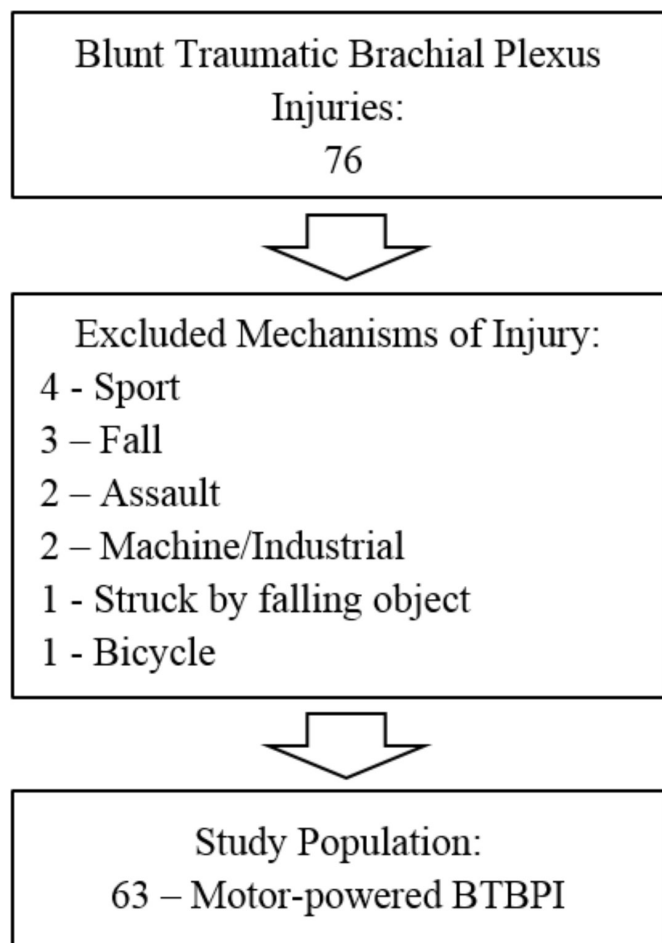 Blunt Traumatic Brachial Plexus
Injuries:
76
Excluded Mechanisms of Injury:
4 - Sport
3 – Fall
2 – Assault
2 – Machine/Industrial
1 - Struck by falling object
1 - Bicycle
Study Population:
63 – Motor-powered BTBPI